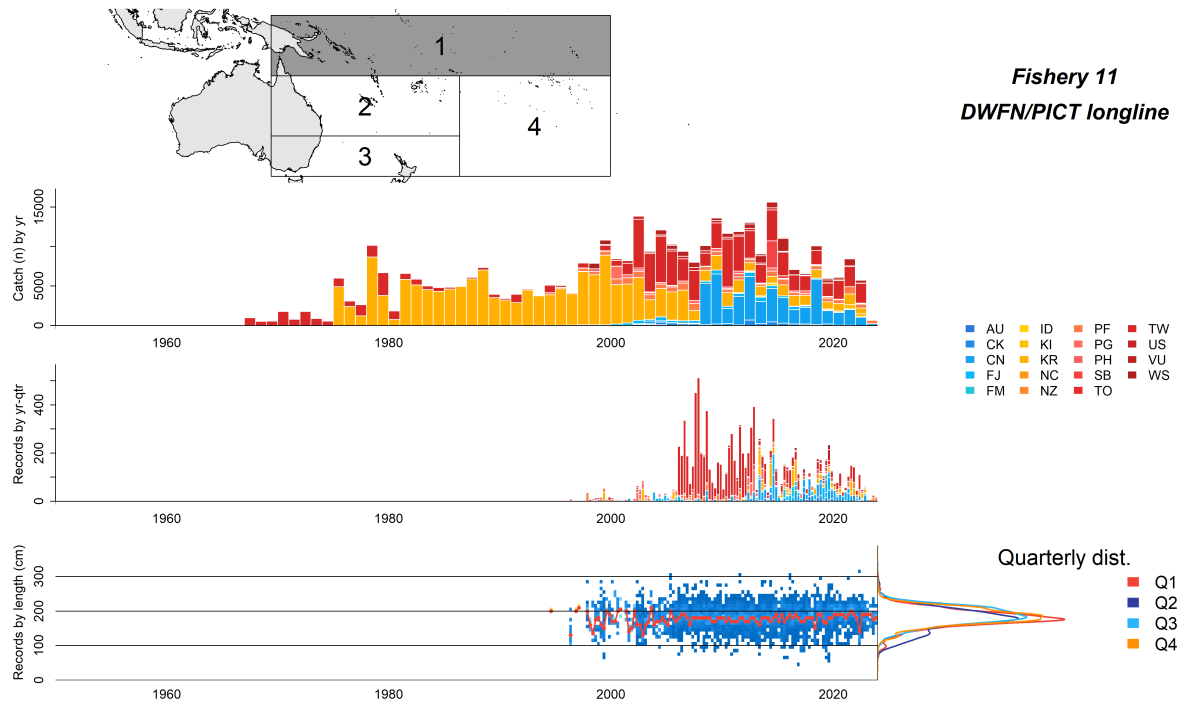 1
2
3
4
Fishery 11
DWFN/PICT longline
Catch (n) by yr
0
5000
15000
1960
1980
2000
2020
AU ID PF TW
CK KI PG US
CN KR PH VU
FJ NC SB WS
FM NZ TO
Records by yr-qtr
0
200
400
1960
1980
2000
2020
Records by length (cm)
0
100
200
300
1960
1980
2000
2020
Quarterly dist.
Q1
Q2
Q3
Q4